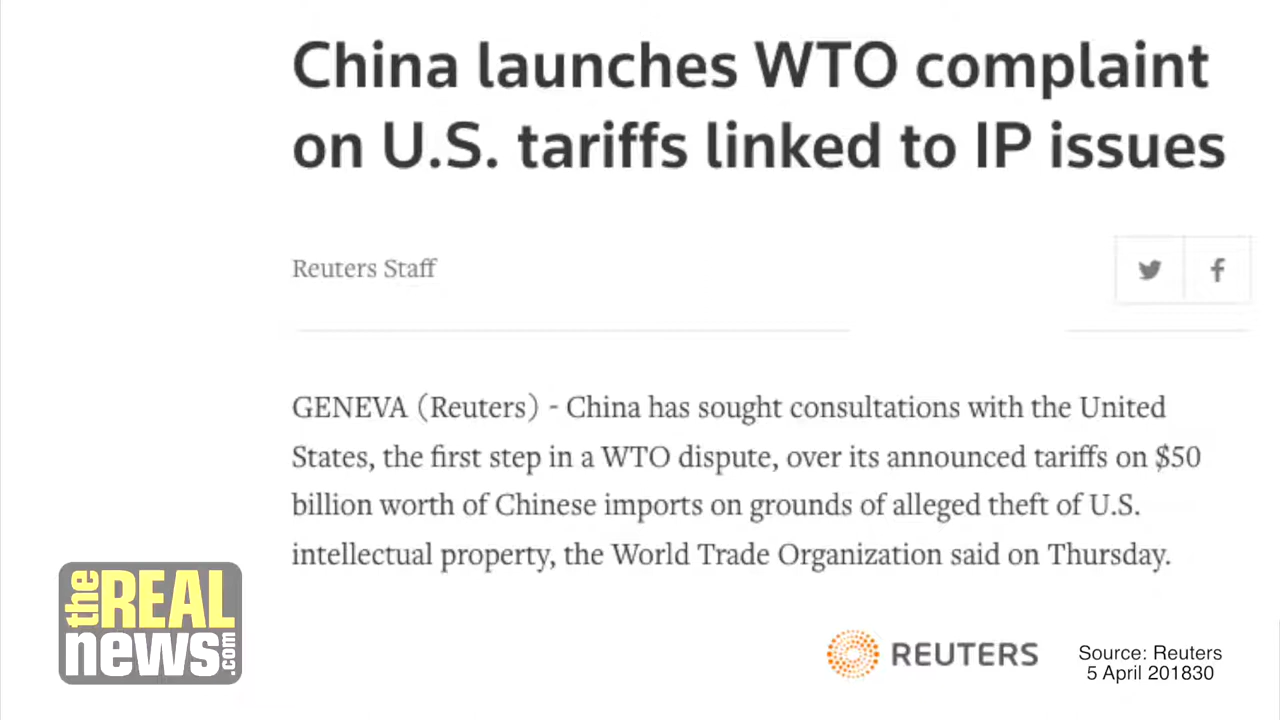 China launches WTO complaint
on U.S. tariffs linked to IP issues
Reuters Staff
GENEVA (Reuters) - China has sought consultations with the United
States, the first step in a WTO dispute, over its announced tariffs on $50
billion worth of Chinese imports on grounds of alleged theft of U.S.
intellectual property, the World Trade Organization said on Thursday.
the REAL
news.com
REUTERS
Source: Reuters
5 April 201830